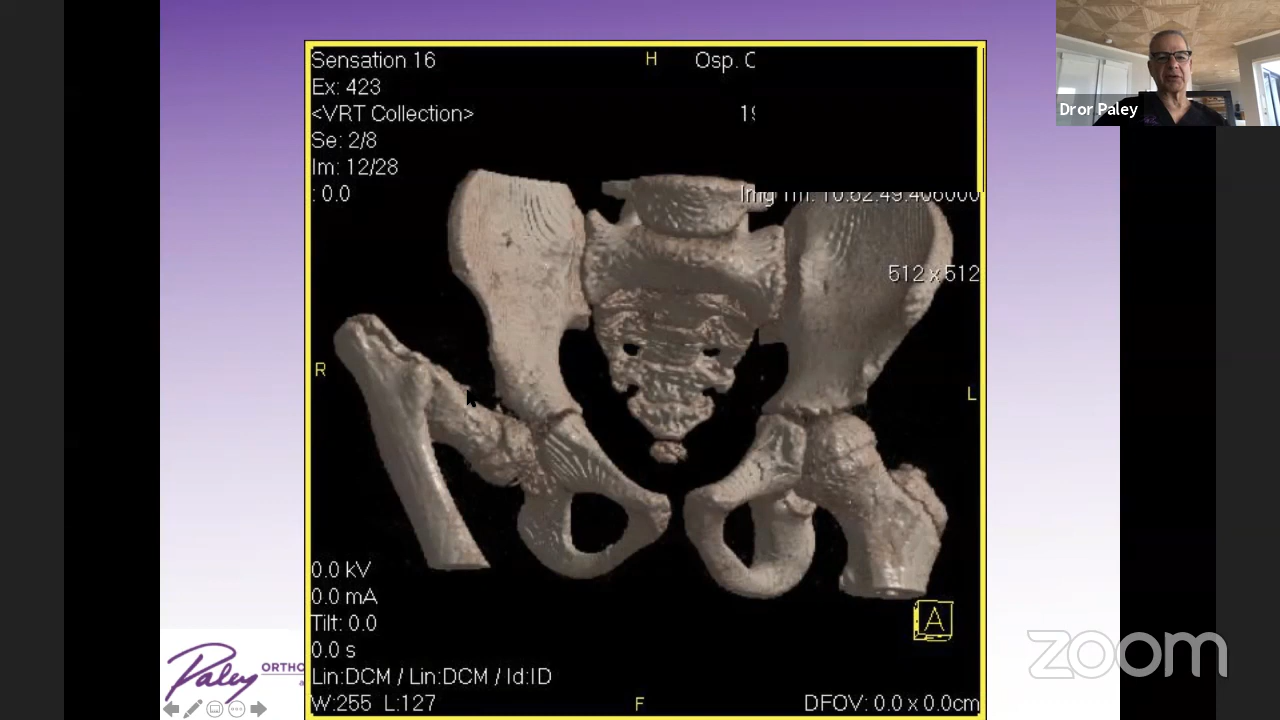 Sensation 16
H
Osp. C
Ex: 423
<VRT Collection>
Se: 2/8
Im: 12/28
: 0.0
512 x 512
R
L
0.0 kV
0.0 mA
Tilt: 0.0
0.0 s
Lin:DCM / Lin:DCM / Id:ID
W:255 L:127
F
DFOV: 0.0 x 0.0cm
A
Dror Paley
Paley
ORTHO
zoom